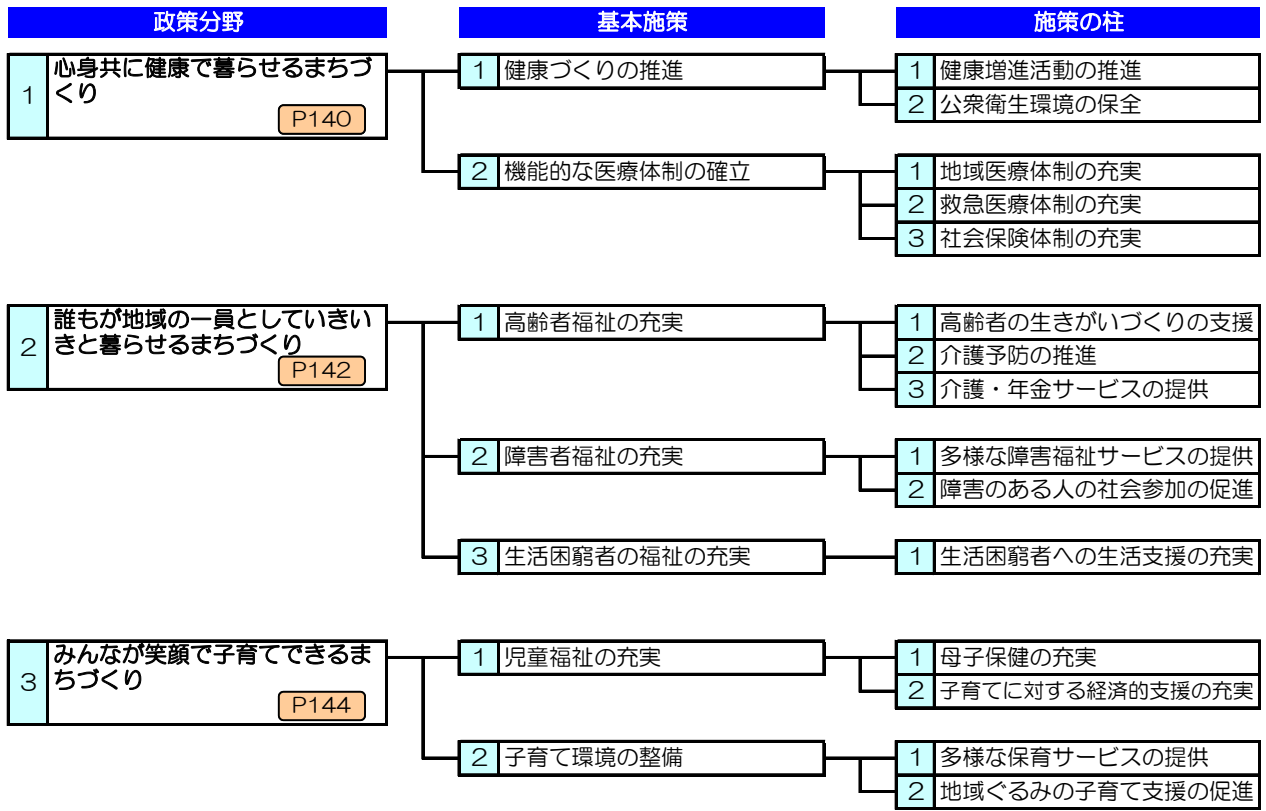 政策分野 基本施策 施策の柱
1 心身共に健康で暮らせるまちづ
くり
P140
1 健康づくりの推進
1 健康増進活動の推進
2 公衆衛生環境の保全
2 機能的な医療体制の確立
1 地域医療体制の充実
2 救急医療体制の充実
3 社会保険体制の充実
2 誰もが地域の一員としていきい
きと暮らせるまちづくり
P142
1 高齢者福祉の充実
1 高齢者の生きがいづくりの支援
2 介護予防の推進
3 介護・年金サービスの提供
2 障害者福祉の充実
1 多様な障害福祉サービスの提供
2 障害のある人の社会参加の促進
3 生活困窮者の福祉の充実
1 生活困窮者への生活支援の充実
3 みんなが笑顔で子育てできるま
ちづくり
P144
1 児童福祉の充実
1 母子保健の充実
2 子育てに対する経済的支援の充実
2 子育て環境の整備
1 多様な保育サービスの提供
2 地域ぐるみの子育て支援の促進